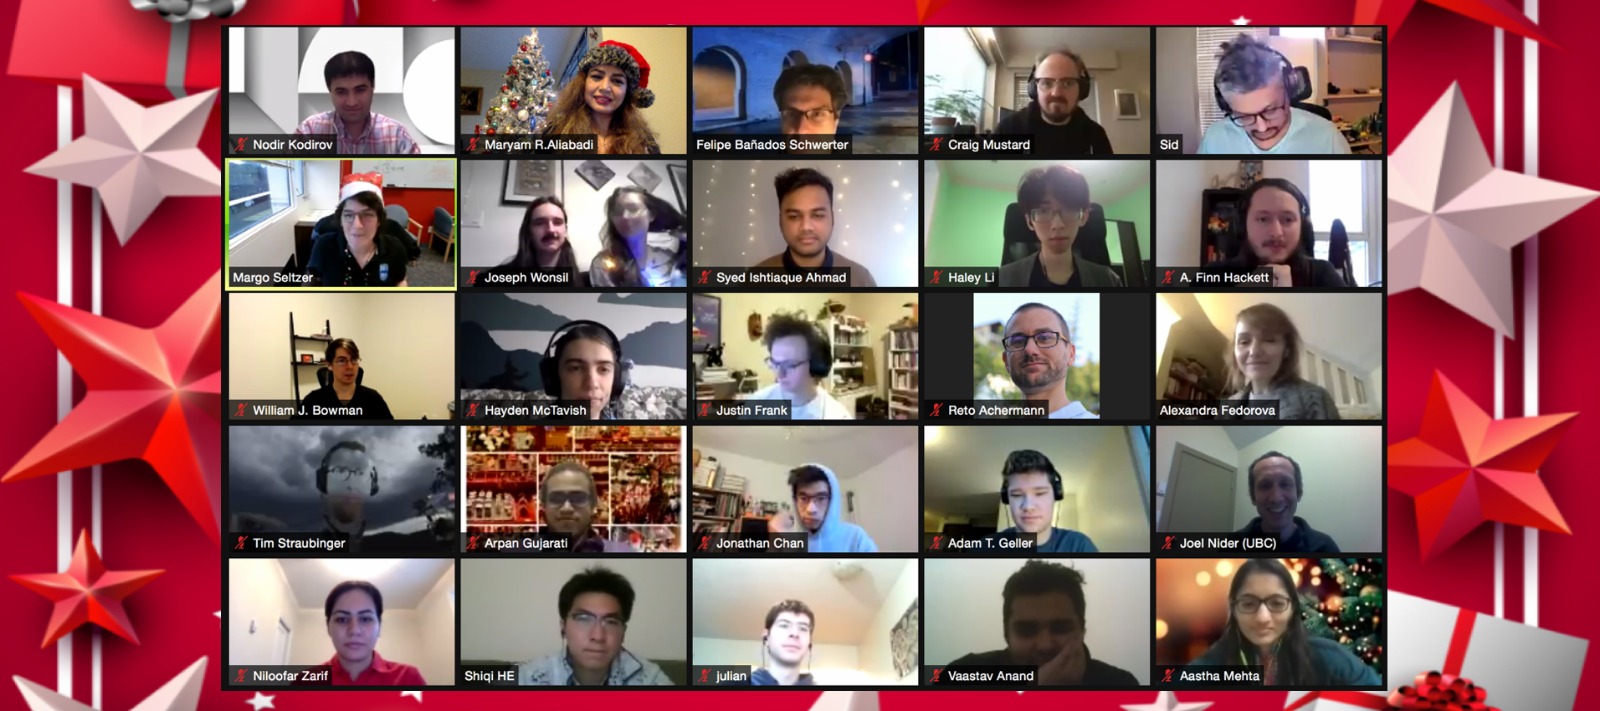 Nodir Kodirov
Maryam R.Aliabadi
Felipe Bañados Schwerter
Craig Mustard
Sid
Margo Seltzer
Joseph Wonsil
Syed Ishtiaque Ahmad
Haley Li
A. Finn Hackett
William J. Bowman
Hayden McTavish
Justin Frank
Reto Achermann
Alexandra Fedorova
Tim Straubinger
Arpan Gujarati
Jonathan Chan
Adam T. Geller
Joel Nider (UBC)
Niloofar Zarif
Shiqi HE
julian
Vaastav Anand
Aastha Mehta